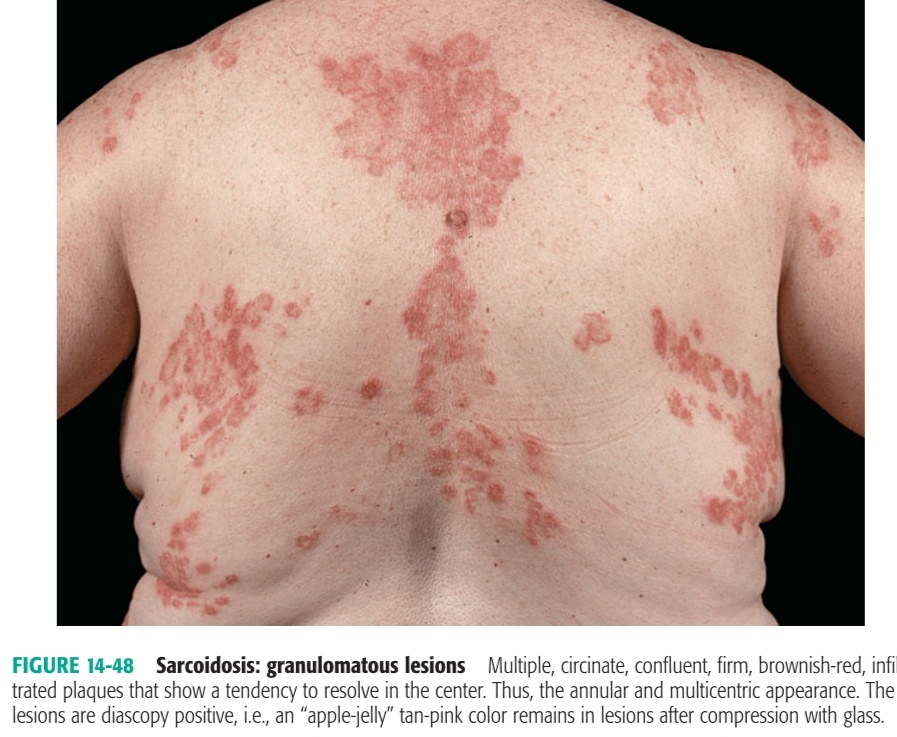 FIGURE 14-48 Sarcoidosis: granulomatous lesions Multiple, circinate, confluent, firm, brownish-red, infil
trated plaques that show a tendency to resolve in the center. Thus, the annular and multicentric appearance. The
lesions are diascopy positive, i.e., an “apple-jelly” tan-pink color remains in lesions after compression with glass.